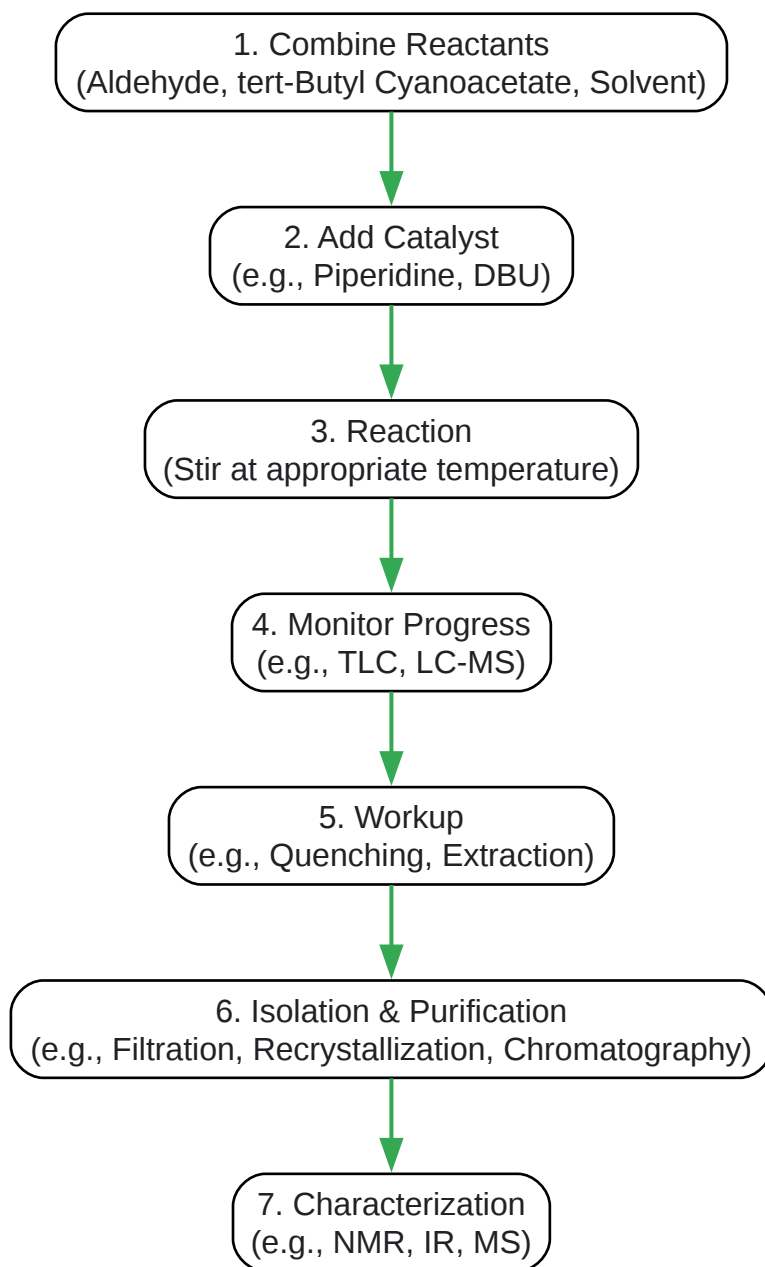 1. Combine Reactants
(Aldehyde, tert-Butyl Cyanoacetate, Solvent)
2. Add Catalyst
(e.g., Piperidine, DBU)
3. Reaction
(Stir at appropriate temperature)
4. Monitor Progress
(e.g., TLC, LC-MS)
5. Workup
(e.g., Quenching, Extraction)
6. Isolation & Purification
(e.g., Filtration, Recrystallization, Chromatography)
7. Characterization
(e.g., NMR, IR, MS)